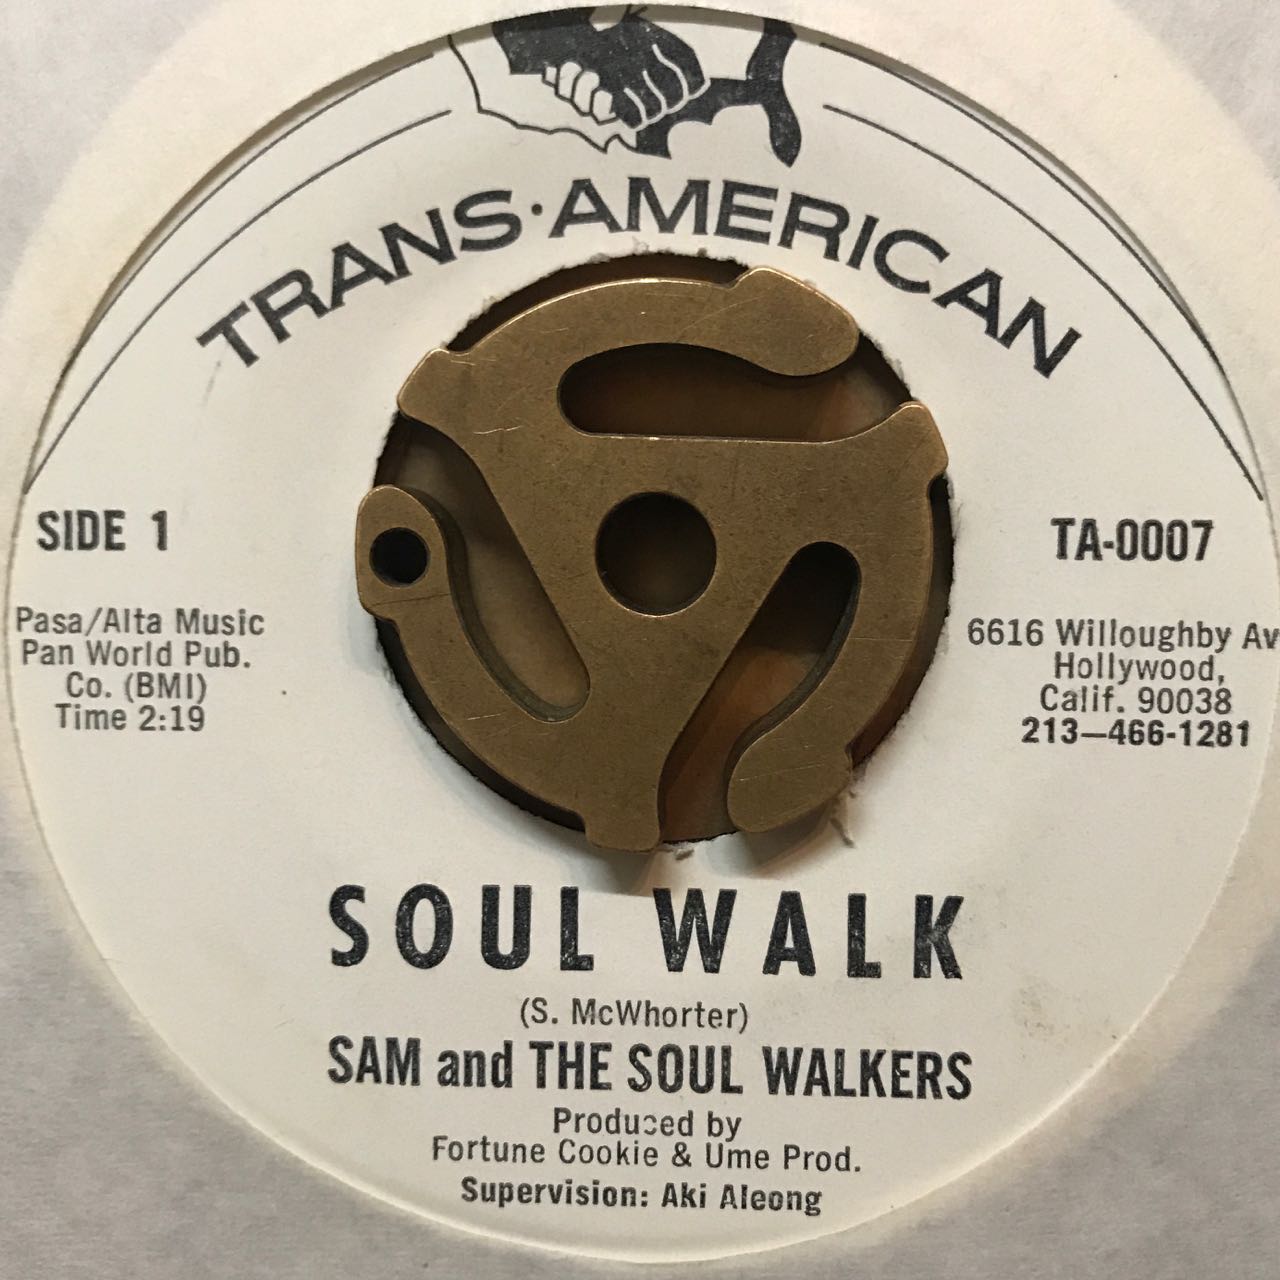 TRANS·AMERICAN
SIDE 1
Pasa/Alta Music
Pan World Pub.
Co. (BMI)
Time 2:19
TA-0007
6616 Willoughby Av
Hollywood,
Calif. 90038
213—466-1281
SOUL WALK
(S. McWhorter)
SAM and THE SOUL WALKERS
Produced by
Fortune Cookie & Ume Prod.
Supervision: Aki Aleong